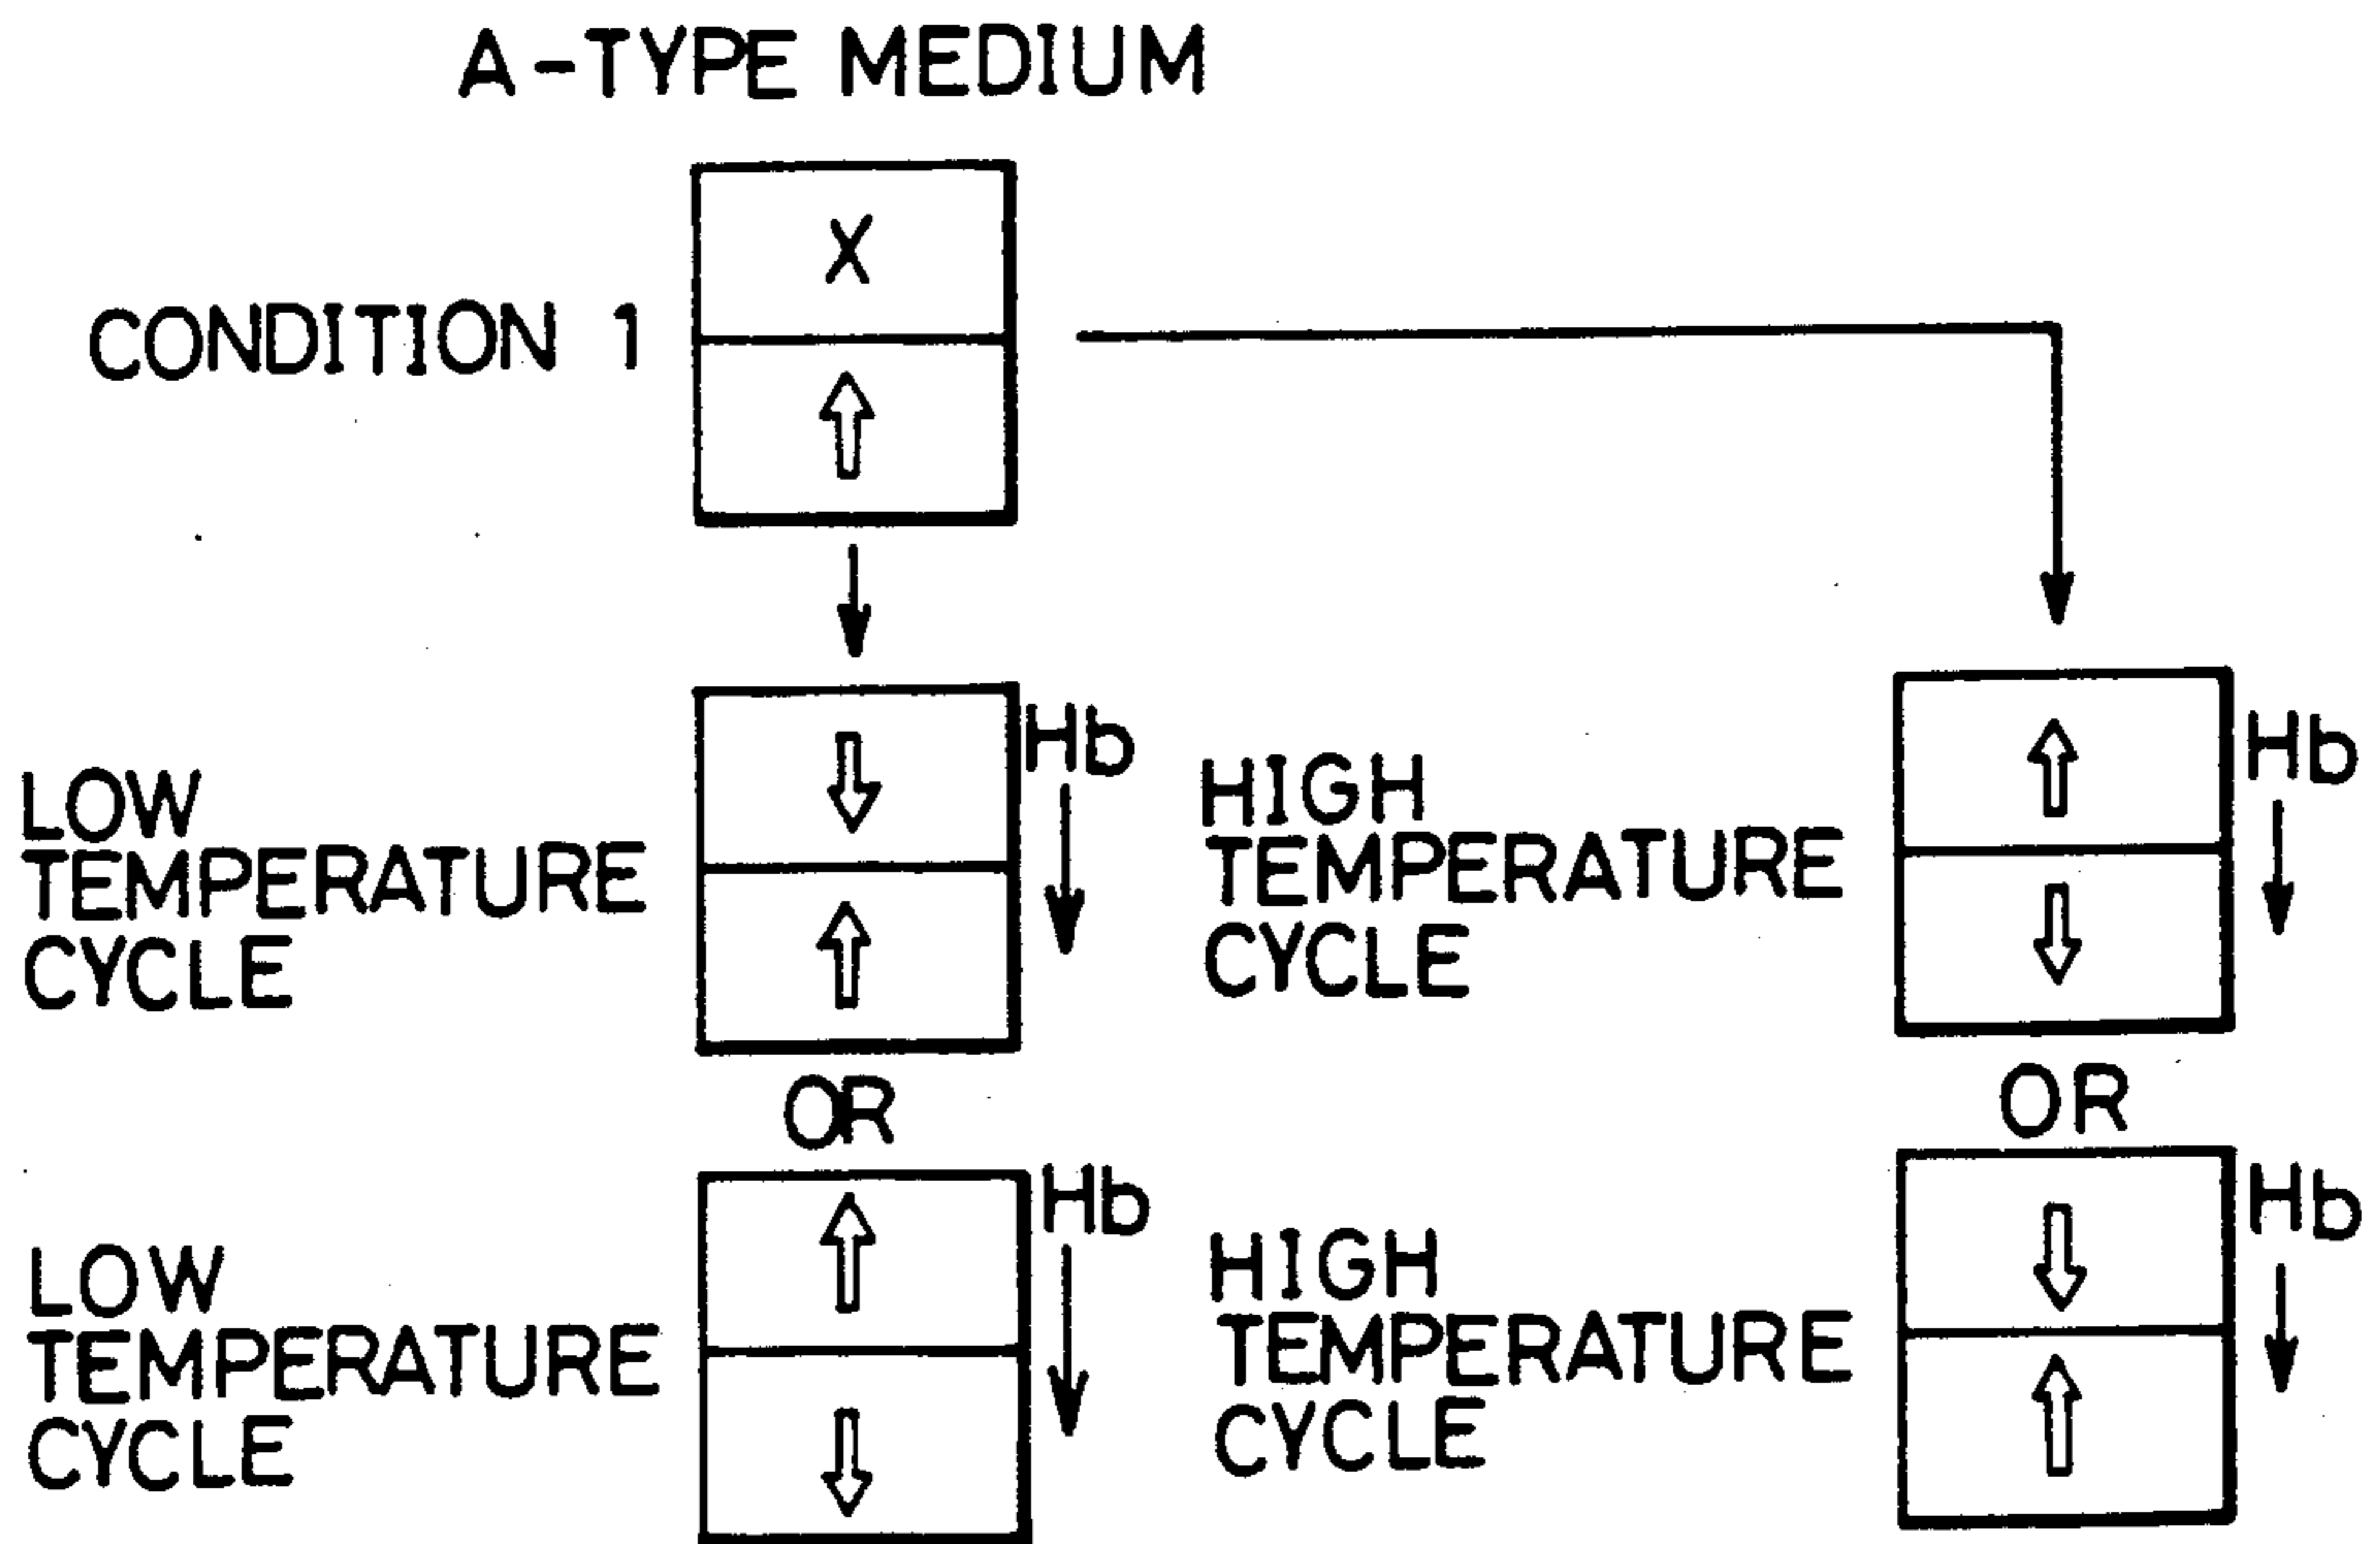 A-TYPE MEDIUM
X
CONDITION 1
Hb
LOW
TEMPERATURE
CYCLE
HIGH
TEMPERATURE
CYCLE
Hb
OR
OR
Hb
LOW
TEMPERATURE
CYCLE
HIGH
TEMPERATURE
CYCLE
Hb